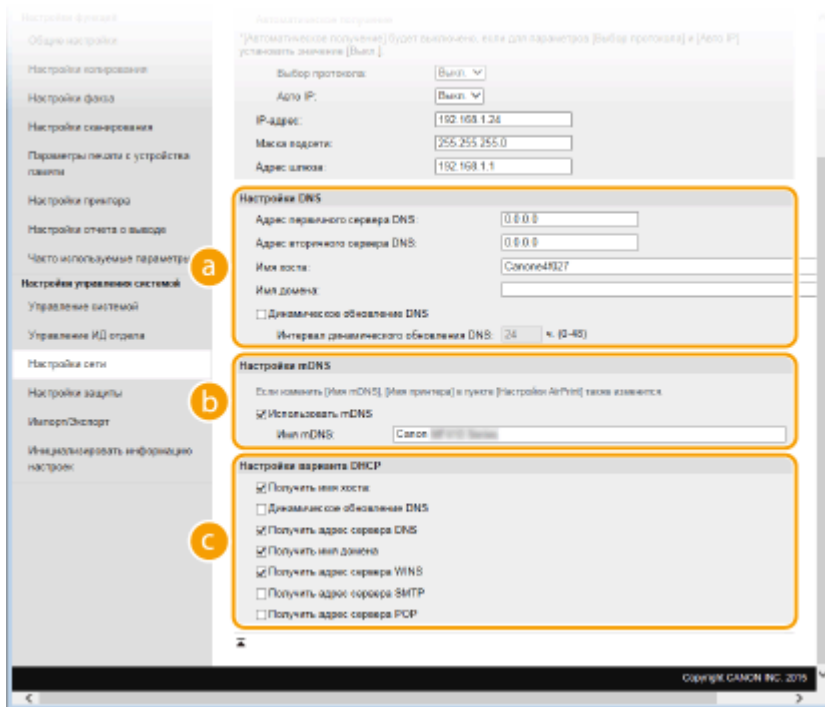 Настройки функций
Общие настройки
Настройки копирования
Настройки факса
Настройки сканирования
Параметры печати с устройства
памяти
Настройки принтера
Настройки отчета о выводе
Часто используемые параметры
Настройки управления системой
Управление системой
Управление ИД отдела
Настройки сети
Настройки защиты
Импорт/Экспорт
Инициализировать информацию
настроек
Автоматическое получение
*[Автоматическое получение] будет выключено, если для параметров [Выбор протокола] и [Авто IP]
установить значение [Выкл.].
Выбор протокола: Выкл.
Авто IP: Выкл.
IP-адрес: 192.168.1.24
Маска подсети: 255.255.255.0
Адрес шлюза: 192.168.1.1
a
Настройки DNS
Адрес первичного сервера DNS: 0.0.0.0
Адрес вторичного сервера DNS: 0.0.0.0
Имя хоста: Canone4f927
Имя домена:
Динамическое обновление DNS
Интервал динамического обновления DNS: 24 ч. (0-48)
b
Настройки mDNS
Если изменить [Имя mDNS], [Имя принтера] в пункте [Настройки AirPrint] также изменится.
Использовать mDNS
Имя mDNS: Canon
c
Настройки варианта DHCP
Получить имя хоста
Динамическое обновление DNS
Получить адрес сервера DNS
Получить имя домена
Получить адрес сервера WINS
Получить адрес сервера SMTP
Получить адрес сервера POP
Copyright CANON INC. 2015